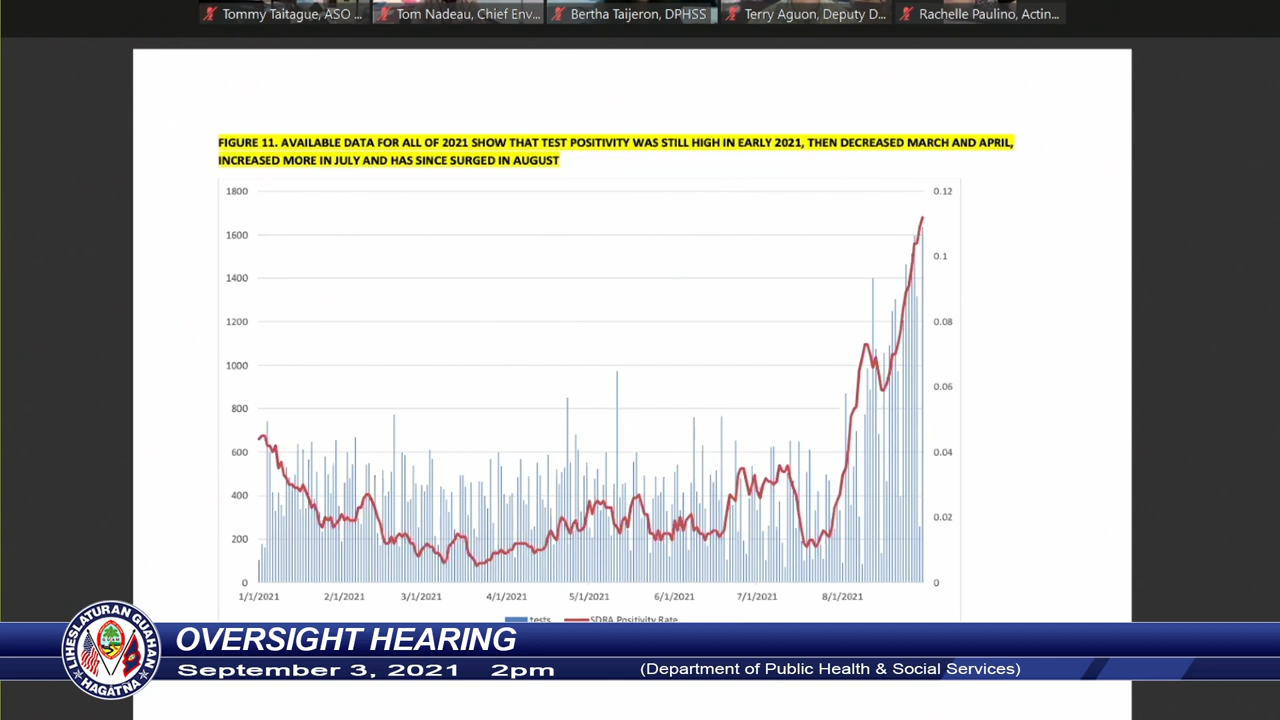 Tommy Taitague, ASO ...
Tom Nadeau, Chief Env...
Bertha Taijeron, DPHSS
Terry Aguon, Deputy D...
Rachelle Paulino, Actin...
FIGURE 11. AVAILABLE DATA FOR ALL OF 2021 SHOW THAT TEST POSITIVITY WAS STILL HIGH IN EARLY 2021, THEN DECREASED MARCH AND APRIL,
INCREASED MORE IN JULY AND HAS SINCE SURGED IN AUGUST
1800
1600
1400
1200
1000
800
600
400
200
0
0.12
0.1
0.08
0.06
0.04
0.02
0
1/1/2021
2/1/2021
3/1/2021
4/1/2021
5/1/2021
6/1/2021
7/1/2021
8/1/2021
tests
SDRA Positivity Rate
LIHESLATURAN GUAHAN
HAGÅTÑA
OVERSIGHT HEARING
September 3, 2021 2pm
(Department of Public Health & Social Services)